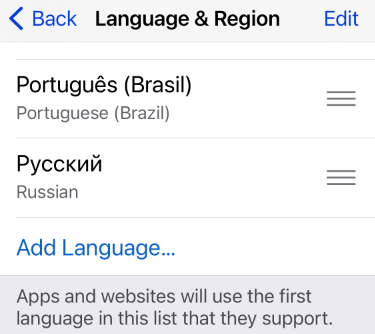 Back Language & Region Edit
Português (Brasil)
Portuguese (Brazil)
Русский
Russian
Add Language...
Apps and websites will use the first
language in this list that they support.